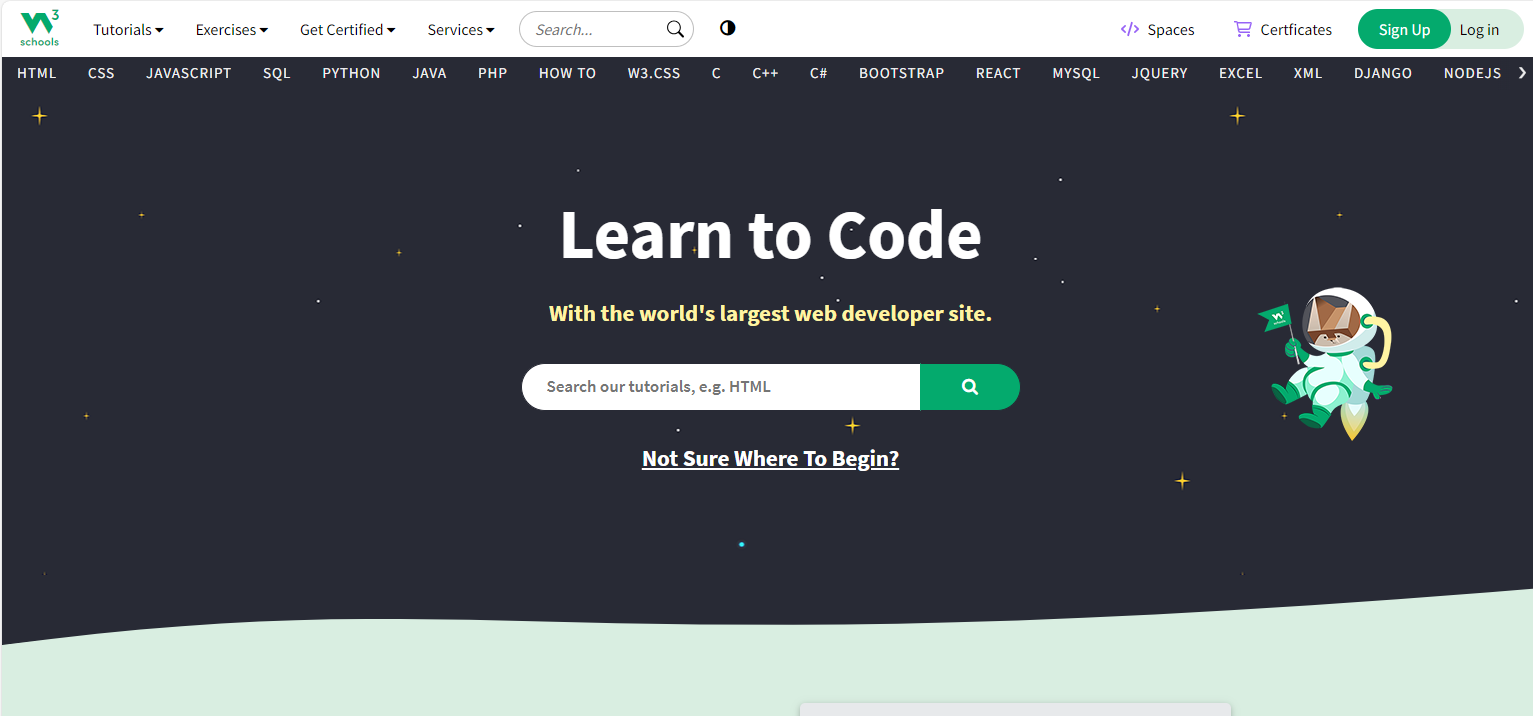 W3 schools
Tutorials Exercises Get Certified Services Search... Spaces Certficates Sign Up Log in
HTML CSS JAVASCRIPT SQL PYTHON JAVA PHP HOW TO W3.CSS C C++ C# BOOTSTRAP REACT MYSQL JQUERY EXCEL XML DJANGO NODEJS
Learn to Code
With the world's largest web developer site.
Search our tutorials, e.g. HTML
Not Sure Where To Begin?